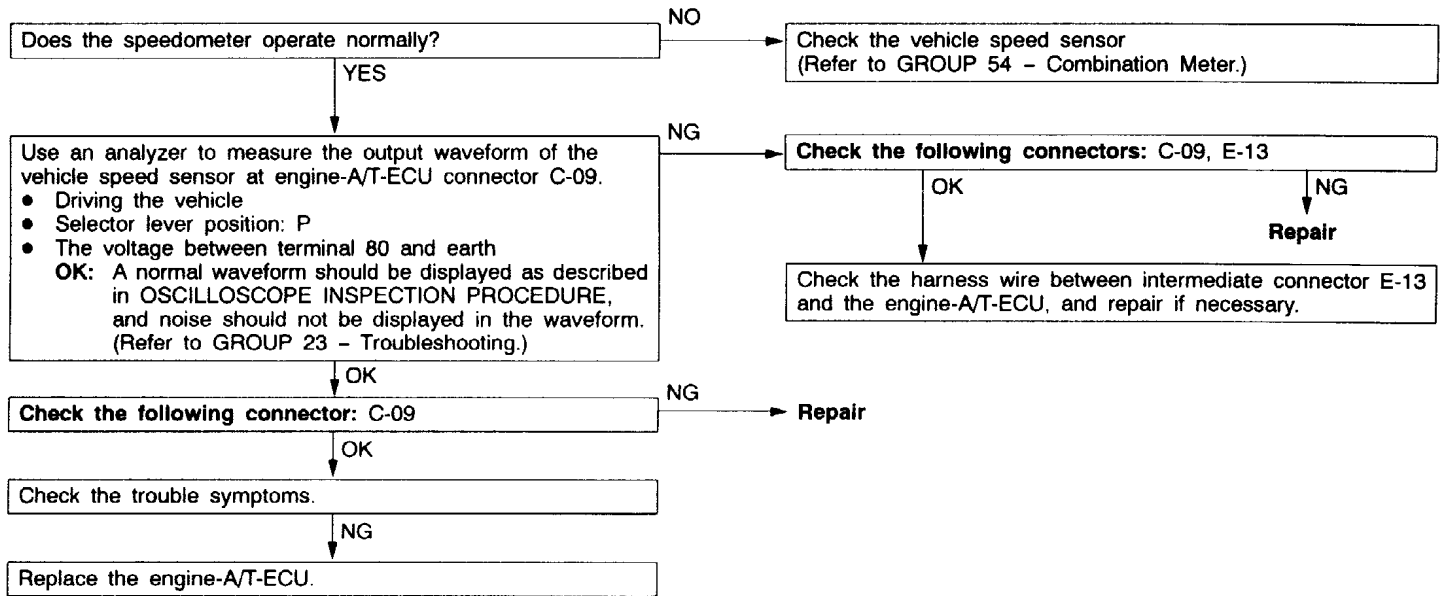 Does the speedometer operate normally?
NO
Check the vehicle speed sensor
(Refer to GROUP 54 – Combination Meter.)
YES
Use an analyzer to measure the output waveform of the
vehicle speed sensor at engine-A/T-ECU connector C-09.
● Driving the vehicle
● Selector lever position: P
● The voltage between terminal 80 and earth
OK: A normal waveform should be displayed as described
in OSCILLOSCOPE INSPECTION PROCEDURE,
and noise should not be displayed in the waveform.
(Refer to GROUP 23 – Troubleshooting.)
NG
Check the following connectors: C-09, E-13
OK
NG
Repair
Check the harness wire between intermediate connector E-13
and the engine-A/T-ECU, and repair if necessary.
OK
Check the following connector: C-09
NG
Repair
OK
Check the trouble symptoms.
NG
Replace the engine-A/T-ECU.